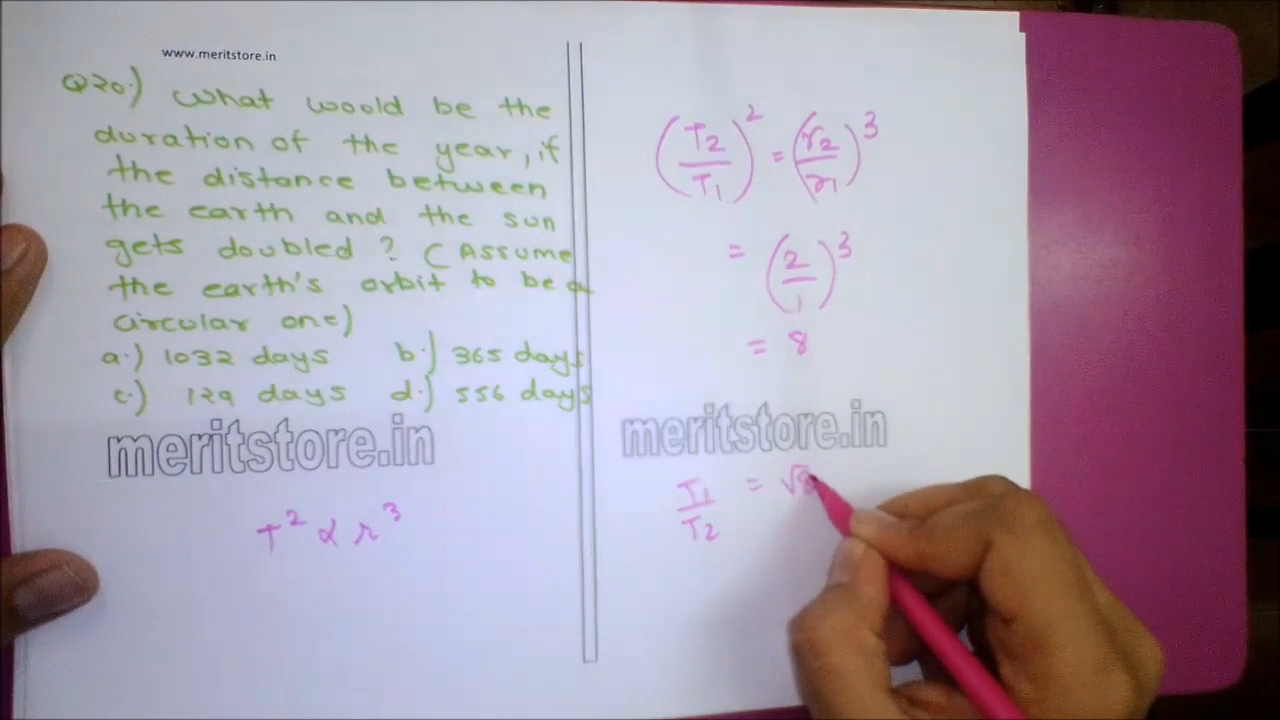 www.meritstore.in
Q20.) What would be the
duration of the year, if
the distance between
the earth and the sun
gets doubled? (Assume
the earth's orbit to be a
circular one)
a.) 1032 days b.) 365 days
c.) 129 days d.) 556 days
meritstore.in
T² ∝ r³
(T2/T1)² = (r2/r1)³
= (2/1)³
= 8
meritstore.in
T1/T2 = √8